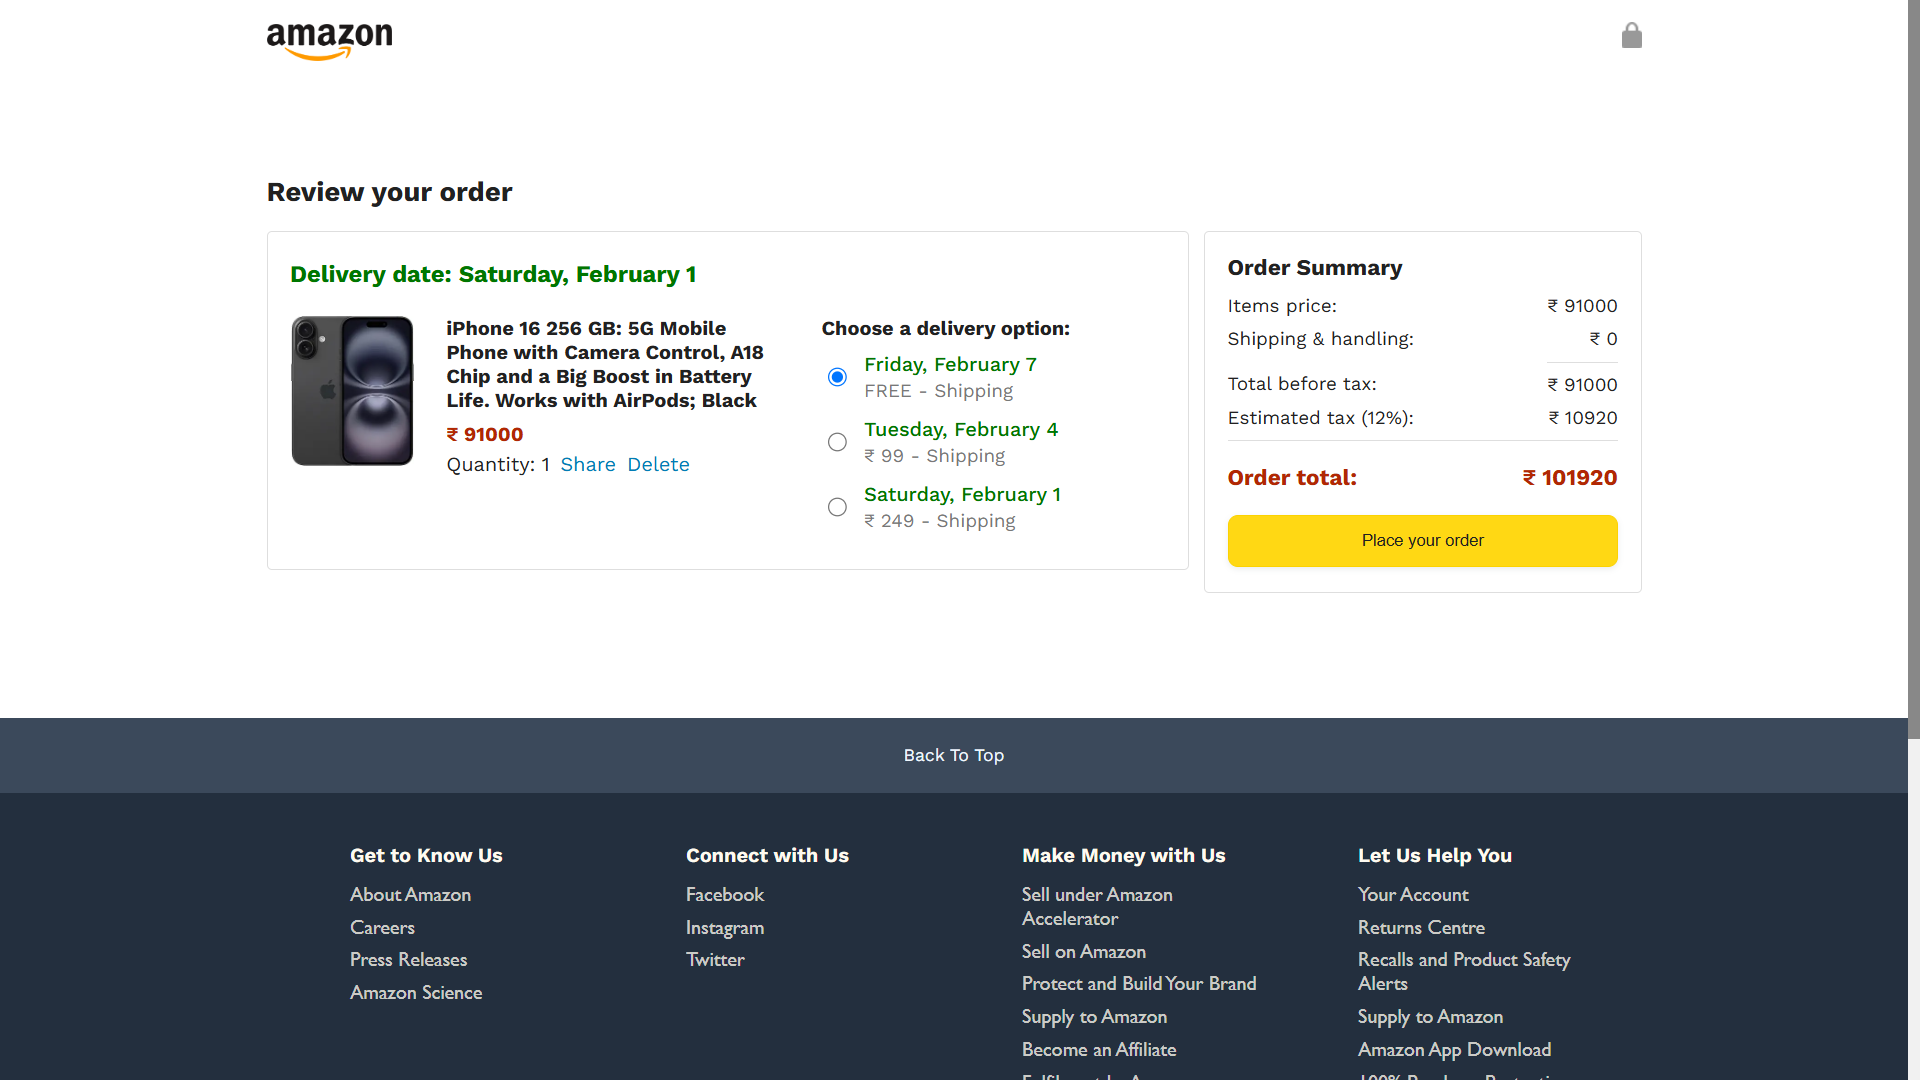 amazon
Review your order
Delivery date: Saturday, February 1
iPhone 16 256 GB: 5G Mobile
Phone with Camera Control, A18
Chip and a Big Boost in Battery
Life. Works with AirPods; Black
₹ 91000
Quantity: 1 Share Delete
Choose a delivery option:
Friday, February 7
FREE - Shipping
Tuesday, February 4
₹ 99 - Shipping
Saturday, February 1
₹ 249 - Shipping
Order Summary
Items price: ₹ 91000
Shipping & handling: ₹ 0
Total before tax: ₹ 91000
Estimated tax (12%): ₹ 10920
Order total: ₹ 101920
Place your order
Back To Top
Get to Know Us
About Amazon
Careers
Press Releases
Amazon Science
Connect with Us
Facebook
Instagram
Twitter
Make Money with Us
Sell under Amazon
Accelerator
Sell on Amazon
Protect and Build Your Brand
Supply to Amazon
Become an Affiliate
Let Us Help You
Your Account
Returns Centre
Recalls and Product Safety
Alerts
Supply to Amazon
Amazon App Download